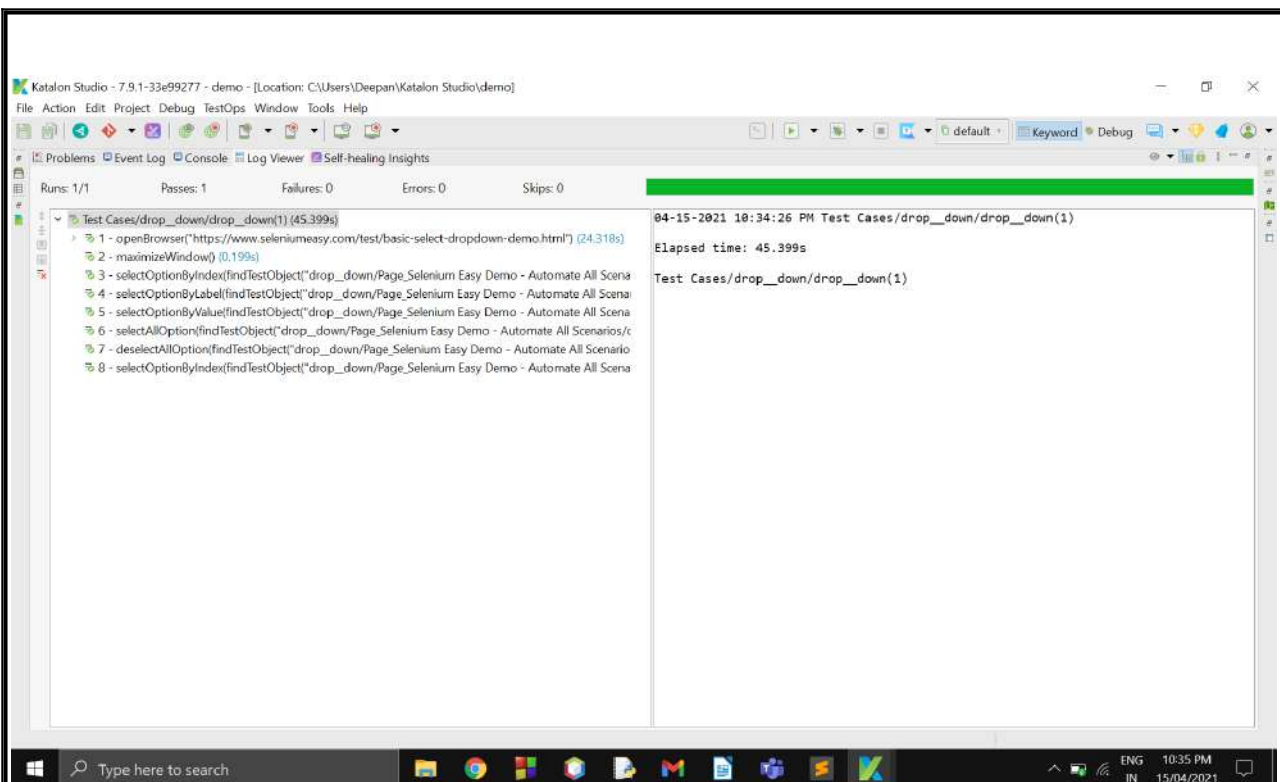 Katalon Studio - 7.9.1-33e99277 - demo - [Location: C:\Users\Deepan\Katalon Studio\demo]
File Action Edit Project Debug TestOps Window Tools Help
default Keyword Debug
Problems Event Log Console Log Viewer Self-healing Insights
Runs: 1/1 Passes: 1 Failures: 0 Errors: 0 Skips: 0
Test Cases/drop__down/drop__down(1) (45.399s)
1 - openBrowser("https://www.seleniumeasy.com/test/basic-select-dropdown-demo.html") (24.318s)
2 - maximizeWindow() (0.199s)
3 - selectOptionByIndex(findTestObject("drop__down/Page_Selenium Easy Demo - Automate All Scena
4 - selectOptionByLabel(findTestObject("drop__down/Page_Selenium Easy Demo - Automate All Scena
5 - selectOptionByValue(findTestObject("drop__down/Page_Selenium Easy Demo - Automate All Scena
6 - selectAllOption(findTestObject("drop__down/Page_Selenium Easy Demo - Automate All Scenarios/c
7 - deselectAllOption(findTestObject("drop__down/Page_Selenium Easy Demo - Automate All Scenario
8 - selectOptionByIndex(findTestObject("drop__down/Page_Selenium Easy Demo - Automate All Scena
04-15-2021 10:34:26 PM Test Cases/drop__down/drop__down(1)
Elapsed time: 45.399s
Test Cases/drop__down/drop__down(1)
Type here to search
ENG 10:35 PM
IN 15/04/2021